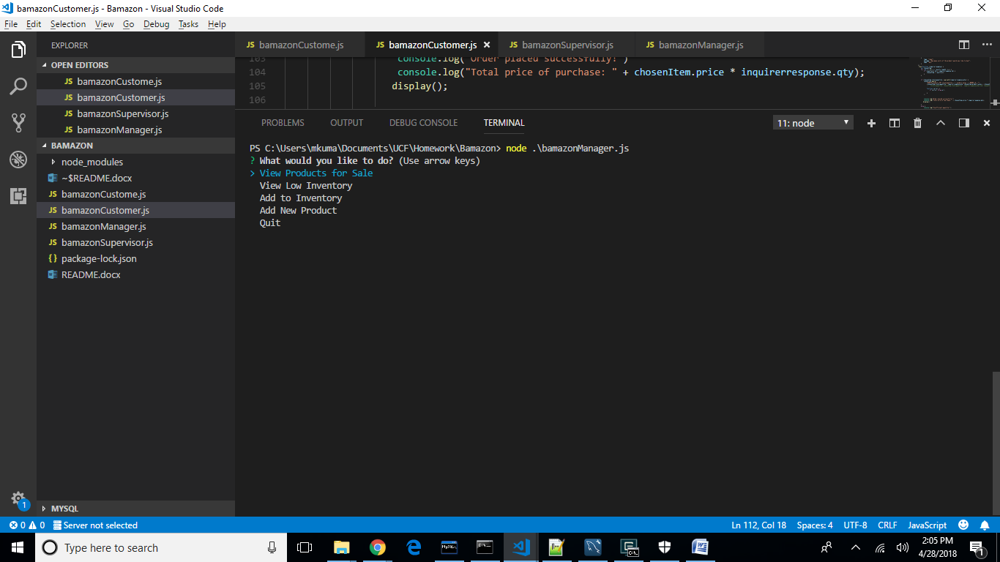 bamazonCustomer.js - Bamazon - Visual Studio Code
File Edit Selection View Go Debug Tasks Help
EXPLORER
OPEN EDITORS
JS bamazonCustome.js
JS bamazonCustomer.js
JS bamazonSupervisor.js
JS bamazonManager.js
BAMAZON
node_modules
~$README.docx
JS bamazonCustome.js
JS bamazonCustomer.js
JS bamazonManager.js
JS bamazonSupervisor.js
{} package-lock.json
README.docx
MYSQL
JS bamazonCustome.js JS bamazonCustomer.js × JS bamazonSupervisor.js JS bamazonManager.js
103 console.log("Order placed successfully!")
104 console.log("Total price of purchase: " + chosenItem.price * inquirerresponse.qty);
105 display();
106
PROBLEMS OUTPUT DEBUG CONSOLE TERMINAL 11: node
PS C:\Users\mkuma\Documents\UCF\Homework\Bamazon> node .\bamazonManager.js
? What would you like to do? (Use arrow keys)
> View Products for Sale
View Low Inventory
Add to Inventory
Add New Product
Quit
1
0 0 Server not selected Ln 112, Col 18 Spaces: 4 UTF-8 CRLF JavaScript
Type here to search
MySQL
C:\
W
2:05 PM
4/28/2018
1